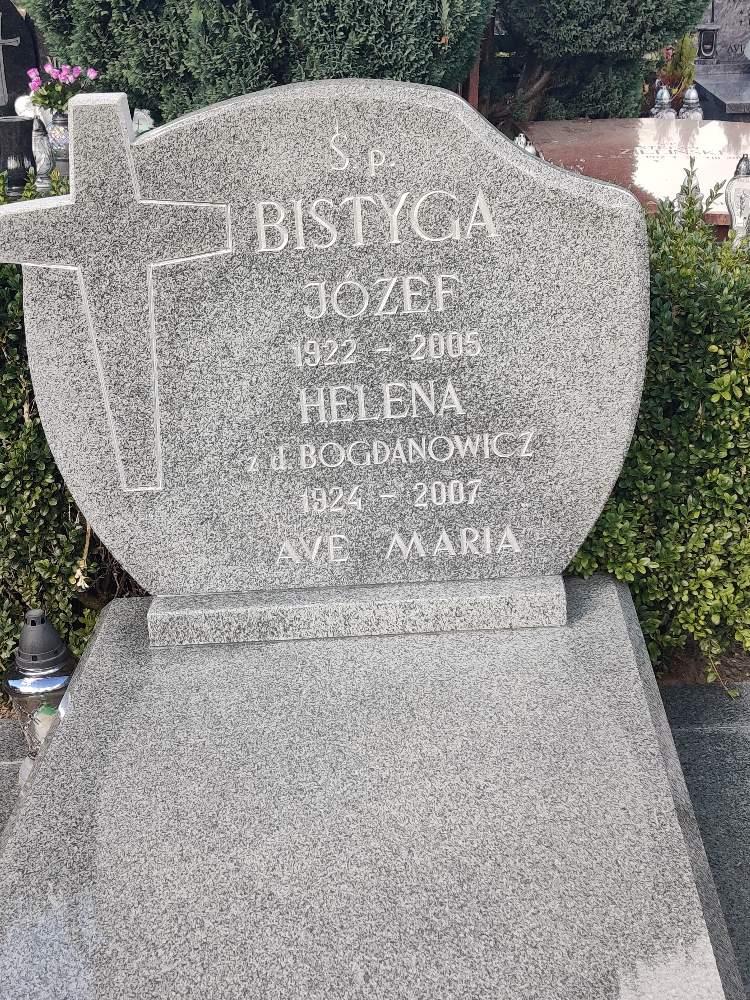 Ś. p.
BISTYGA
JÓZEF
1922 - 2005
HELENA
z d. BOGDANOWICZ
1924 - 2007
AVE MARIA